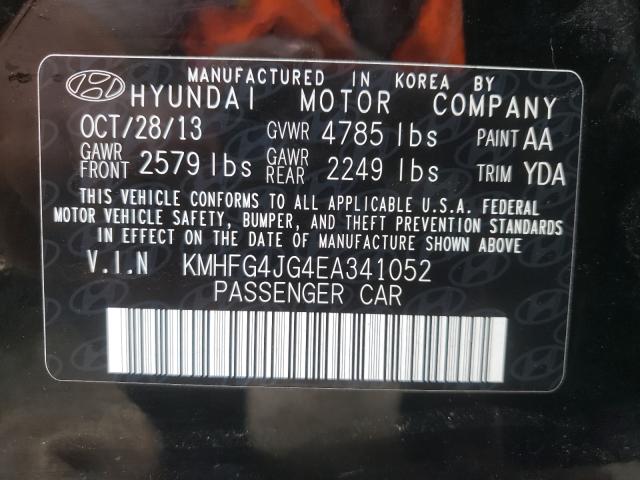 MANUFACTURED IN KOREA BY
HYUNDAI MOTOR COMPANY
OCT/28/13 GVWR 4785 lbs PAINT AA
GAWR FRONT 2579 lbs GAWR REAR 2249 lbs TRIM YDA
THIS VEHICLE CONFORMS TO ALL APPLICABLE U.S.A. FEDERAL
MOTOR VEHICLE SAFETY, BUMPER, AND THEFT PREVENTION STANDARDS
IN EFFECT ON THE DATE OF MANUFACTURE SHOWN ABOVE.
V.I.N KMHFG4JG4EA341052
PASSENGER CAR